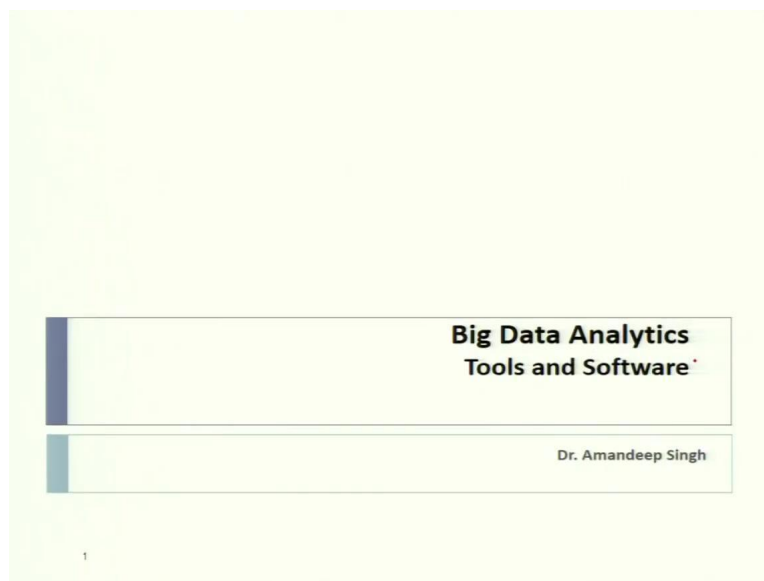 Big Data Analytics
Tools and Software
Dr. Amandeep Singh
1